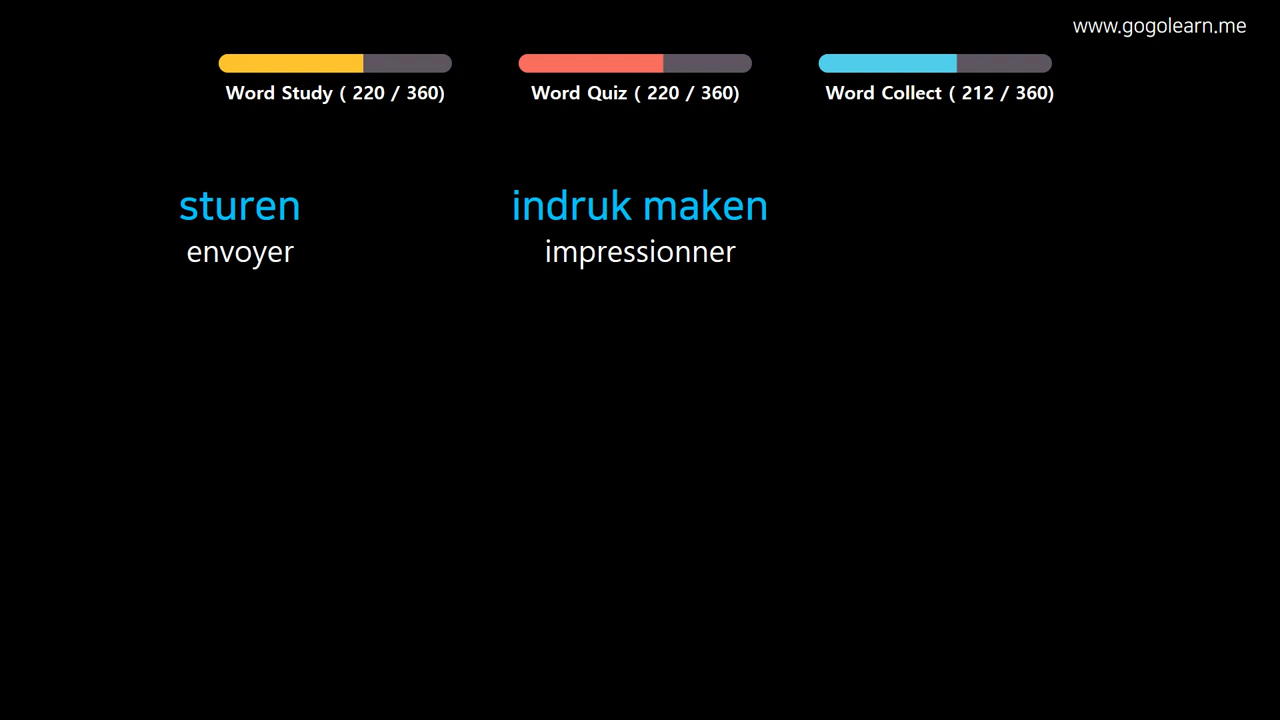 www.gogolearn.me
Word Study ( 220 / 360)
Word Quiz ( 220 / 360)
Word Collect ( 212 / 360)
sturen
envoyer
indruk maken
impressionner